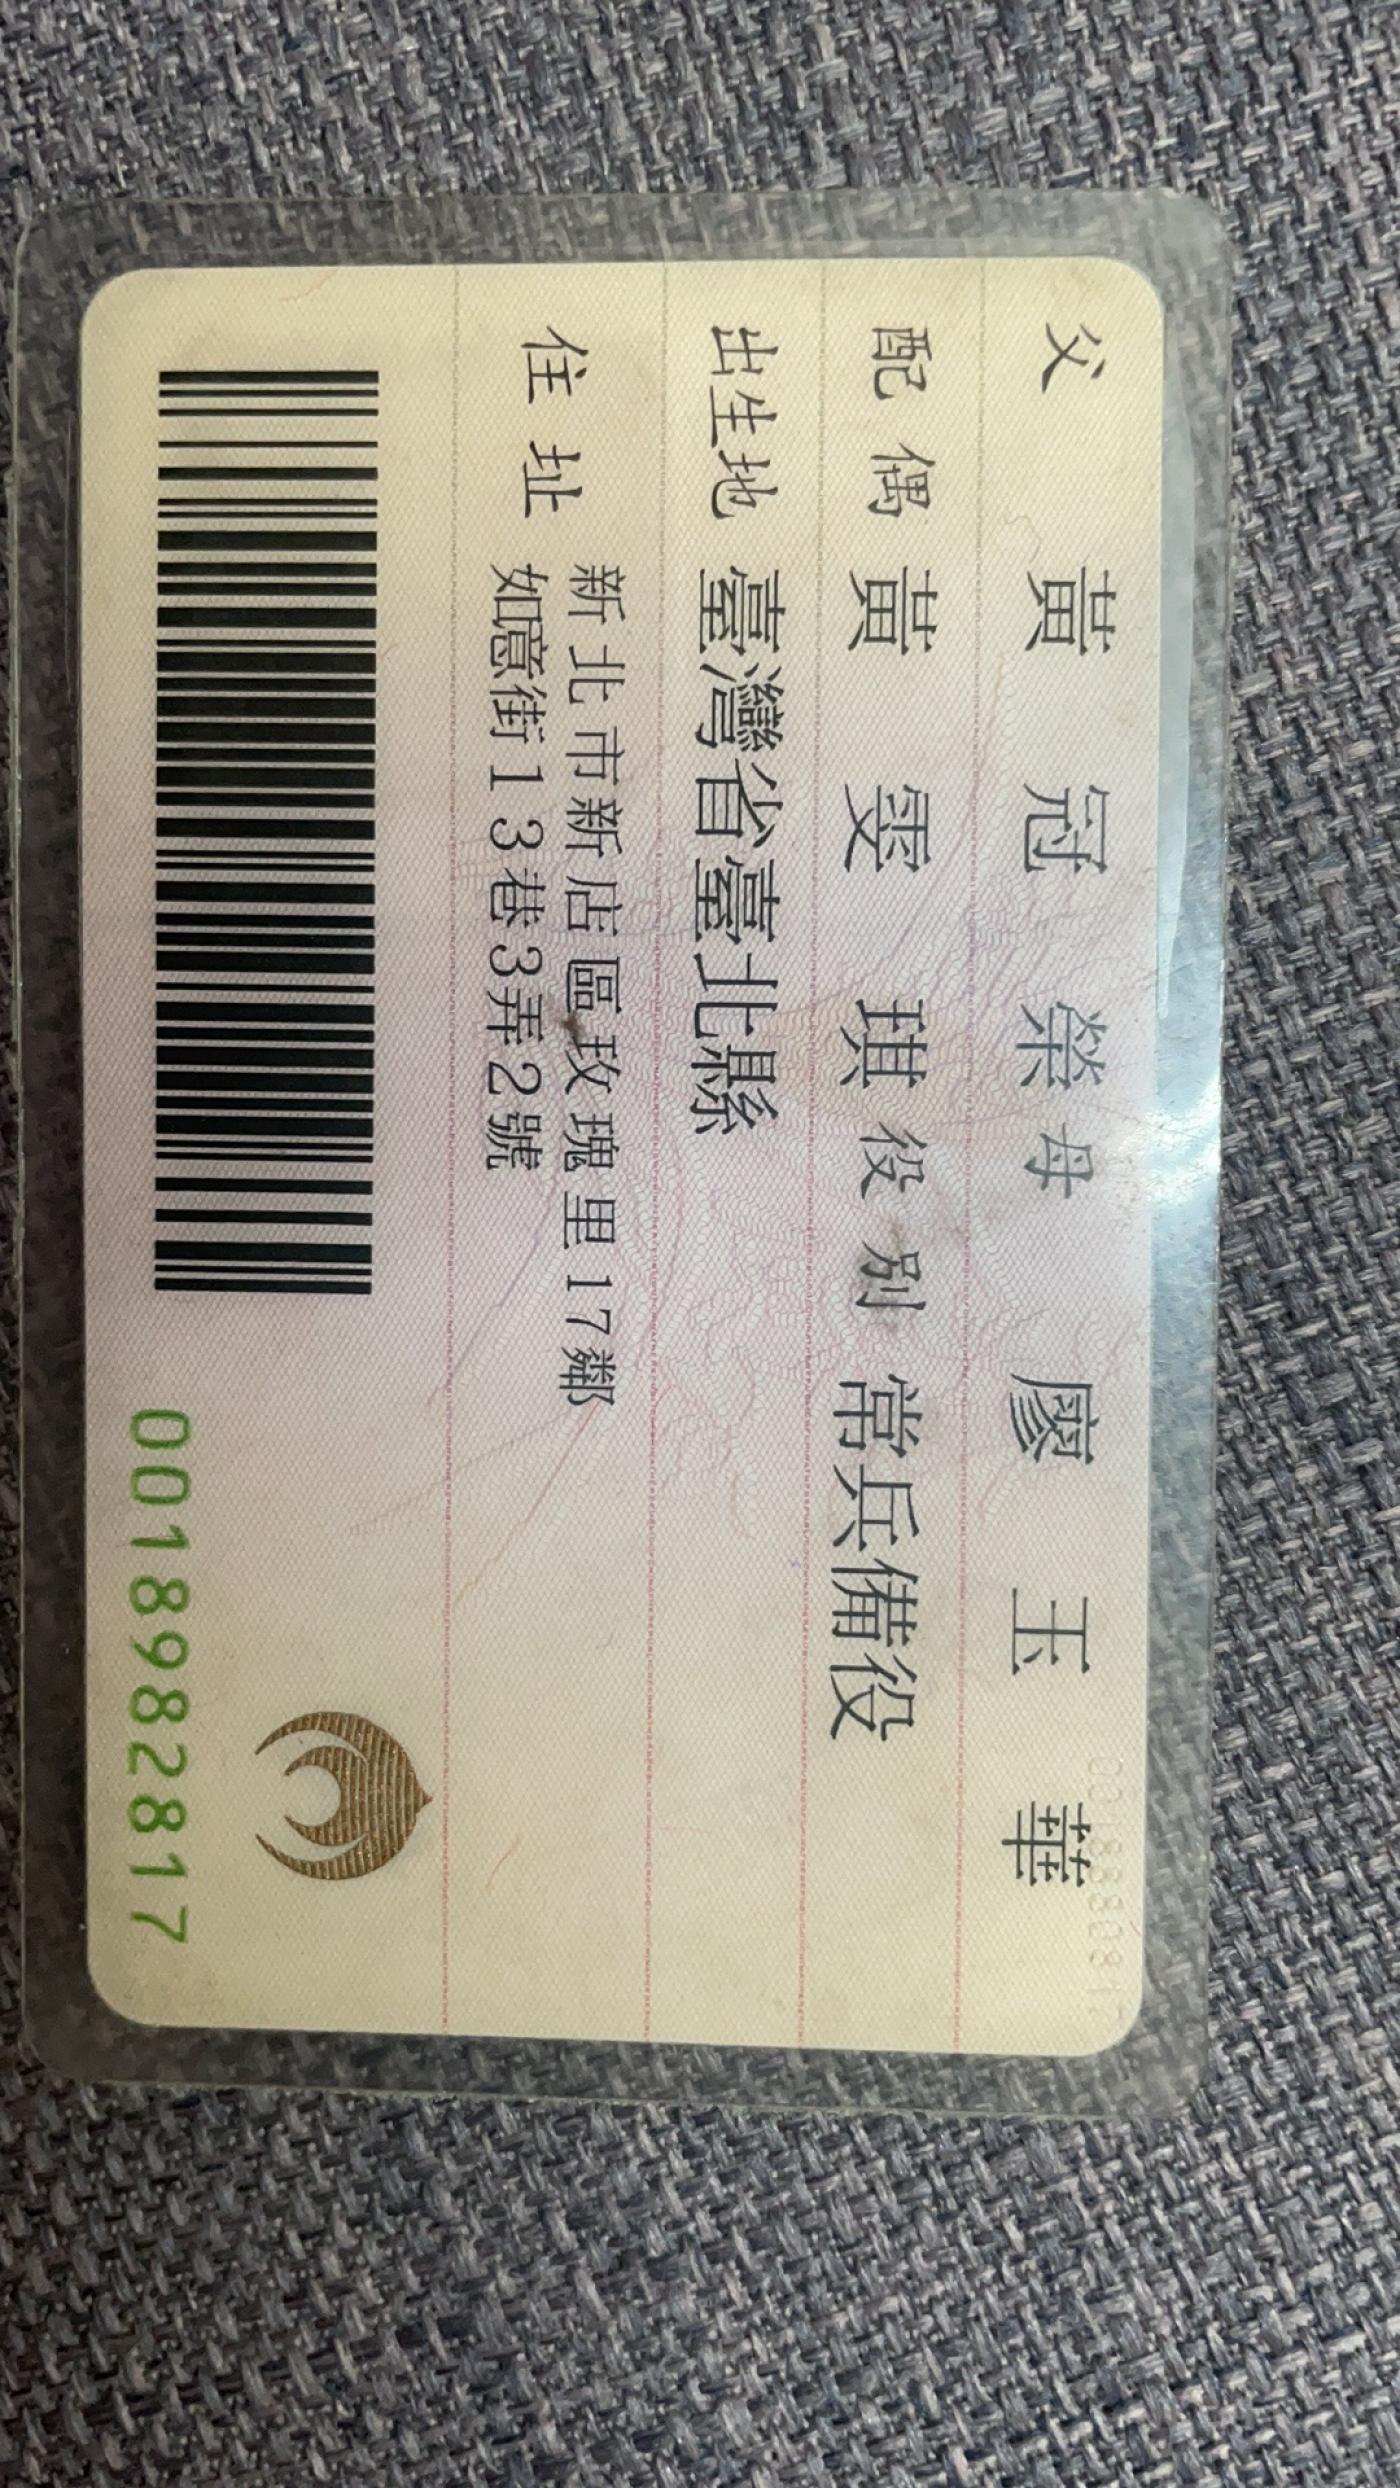 父 黃冠榮 母 廖玉華
配偶 黃雯琪 役別 常兵備役
出生地 臺灣省臺北縣
住址 新北市新店區玫瑰里17鄰
如意街13巷3弄2號
0018982817